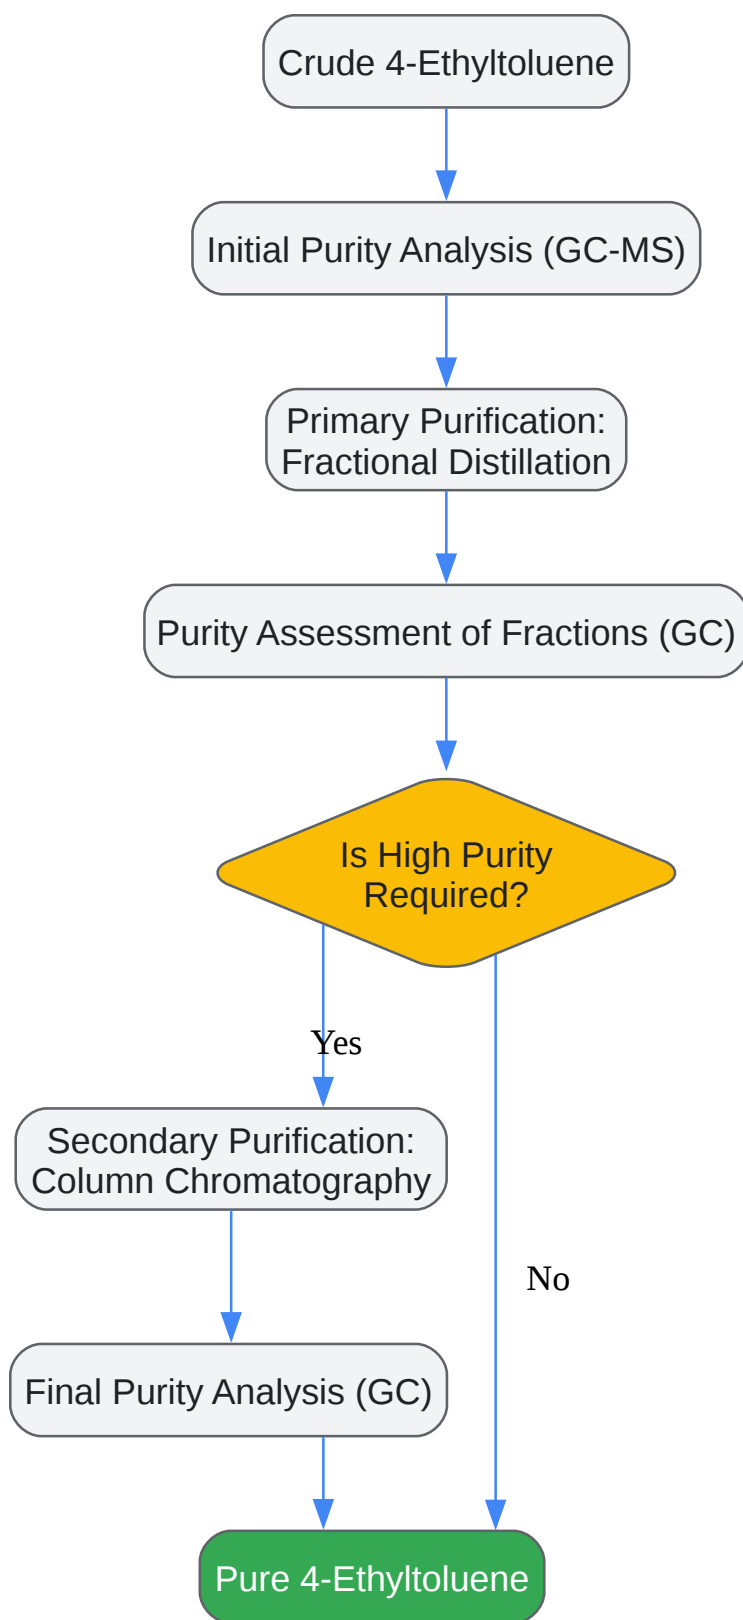 Crude 4-Ethyltoluene
Initial Purity Analysis (GC-MS)
Primary Purification:
Fractional Distillation
Purity Assessment of Fractions (GC)
Is High Purity
Required?
Yes
Secondary Purification:
Column Chromatography
No
Final Purity Analysis (GC)
Pure 4-Ethyltoluene